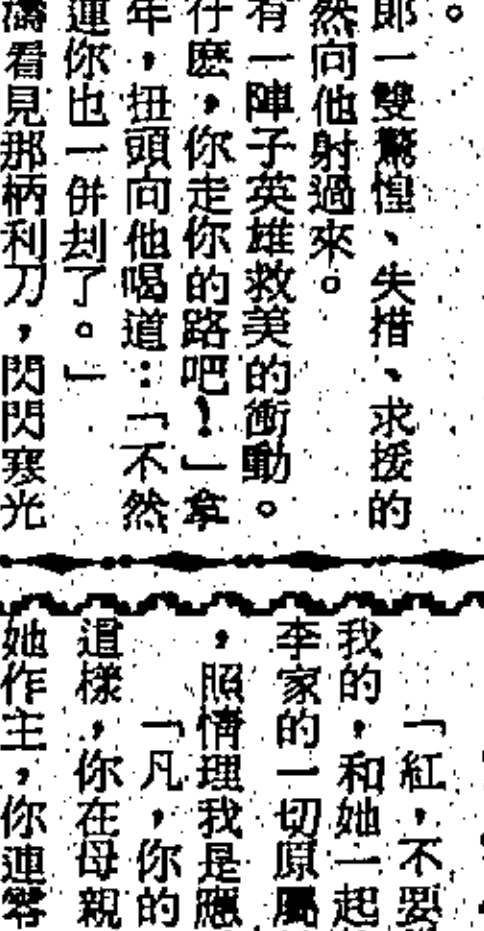 。
郎一雙驚惶、失措、求援的
然向他射過來。
有一陣子英雄救美的衝動。
什麽,你走你的路吧!」拿
年,扭頭向他喝道:「不然
連你也一併刦了。」
濤看見那柄利刀,閃閃寒光
「紅,不要
我的,和她一起
李家的一切原屬
,照情理我是應
「凡,你的
這樣,你在母親
她作主,你連